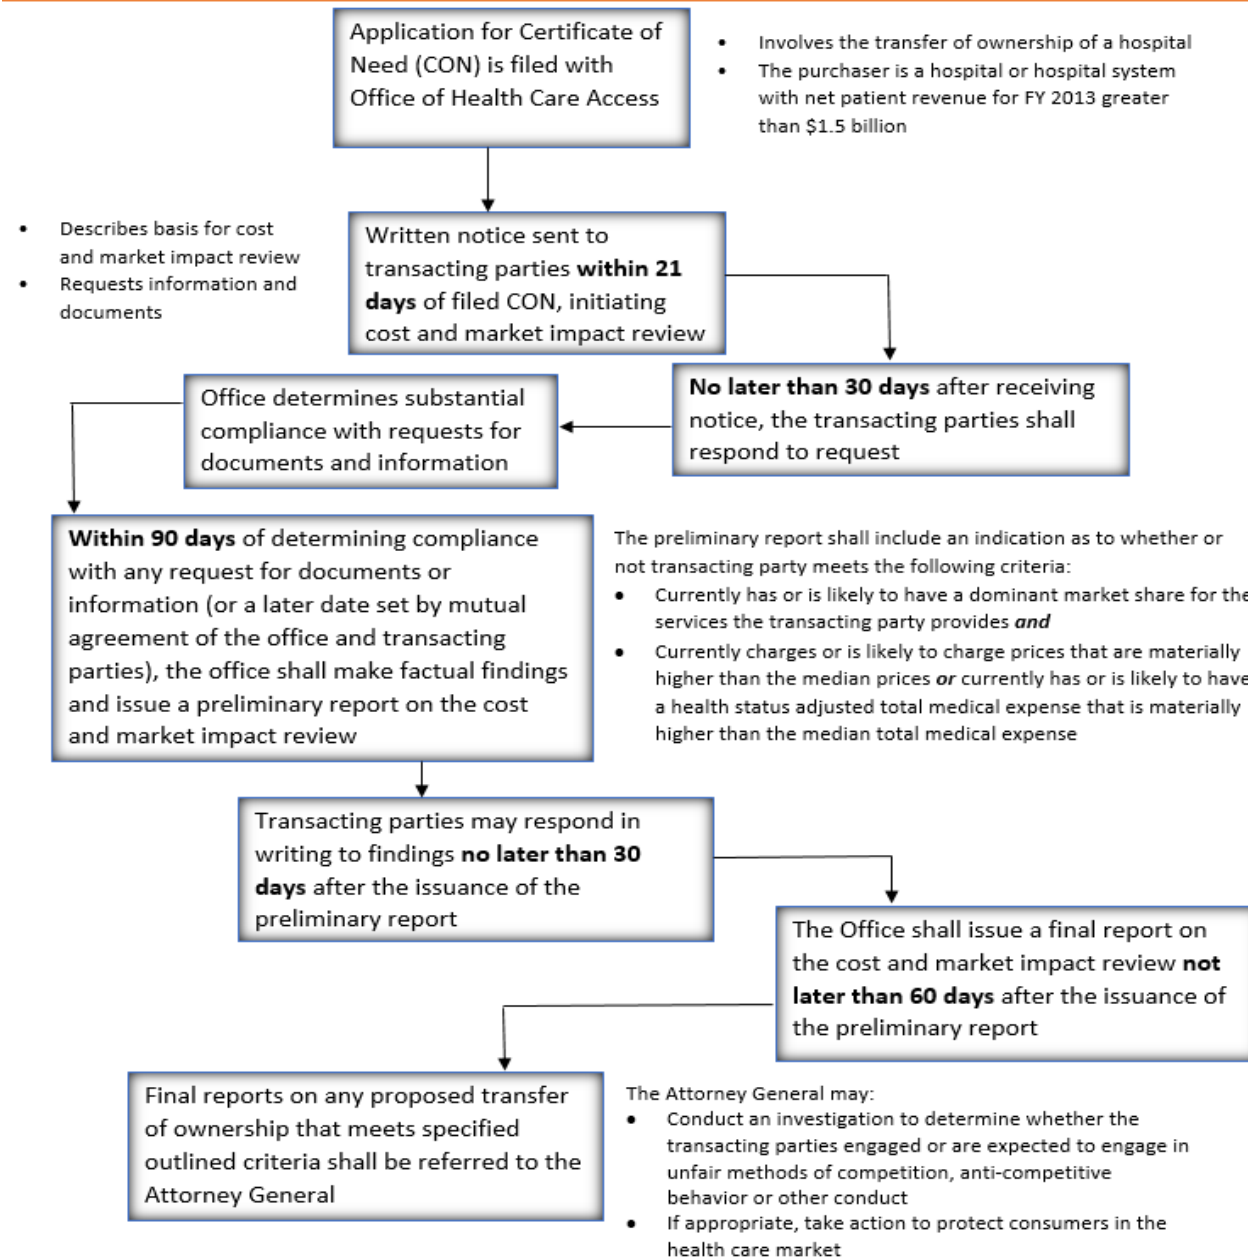 Application for Certificate of
Need (CON) is filed with
Office of Health Care Access
• Involves the transfer of ownership of a hospital
• The purchaser is a hospital or hospital system
with net patient revenue for FY 2013 greater
than $1.5 billion
• Describes basis for cost
and market impact review
• Requests information and
documents
Written notice sent to
transacting parties within 21
days of filed CON, initiating
cost and market impact review
No later than 30 days after receiving
notice, the transacting parties shall
respond to request
Office determines substantial
compliance with requests for
documents and information
Within 90 days of determining compliance
with any request for documents or
information (or a later date set by mutual
agreement of the office and transacting
parties), the office shall make factual findings
and issue a preliminary report on the cost
and market impact review
The preliminary report shall include an indication as to whether or
not transacting party meets the following criteria:
• Currently has or is likely to have a dominant market share for the
services the transacting party provides and
• Currently charges or is likely to charge prices that are materially
higher than the median prices or currently has or is likely to have
a health status adjusted total medical expense that is materially
higher than the median total medical expense
Transacting parties may respond in
writing to findings no later than 30
days after the issuance of the
preliminary report
The Office shall issue a final report on
the cost and market impact review not
later than 60 days after the issuance of
the preliminary report
Final reports on any proposed transfer
of ownership that meets specified
outlined criteria shall be referred to the
Attorney General
The Attorney General may:
• Conduct an investigation to determine whether the
transacting parties engaged or are expected to engage in
unfair methods of competition, anti-competitive
behavior or other conduct
• If appropriate, take action to protect consumers in the
health care market